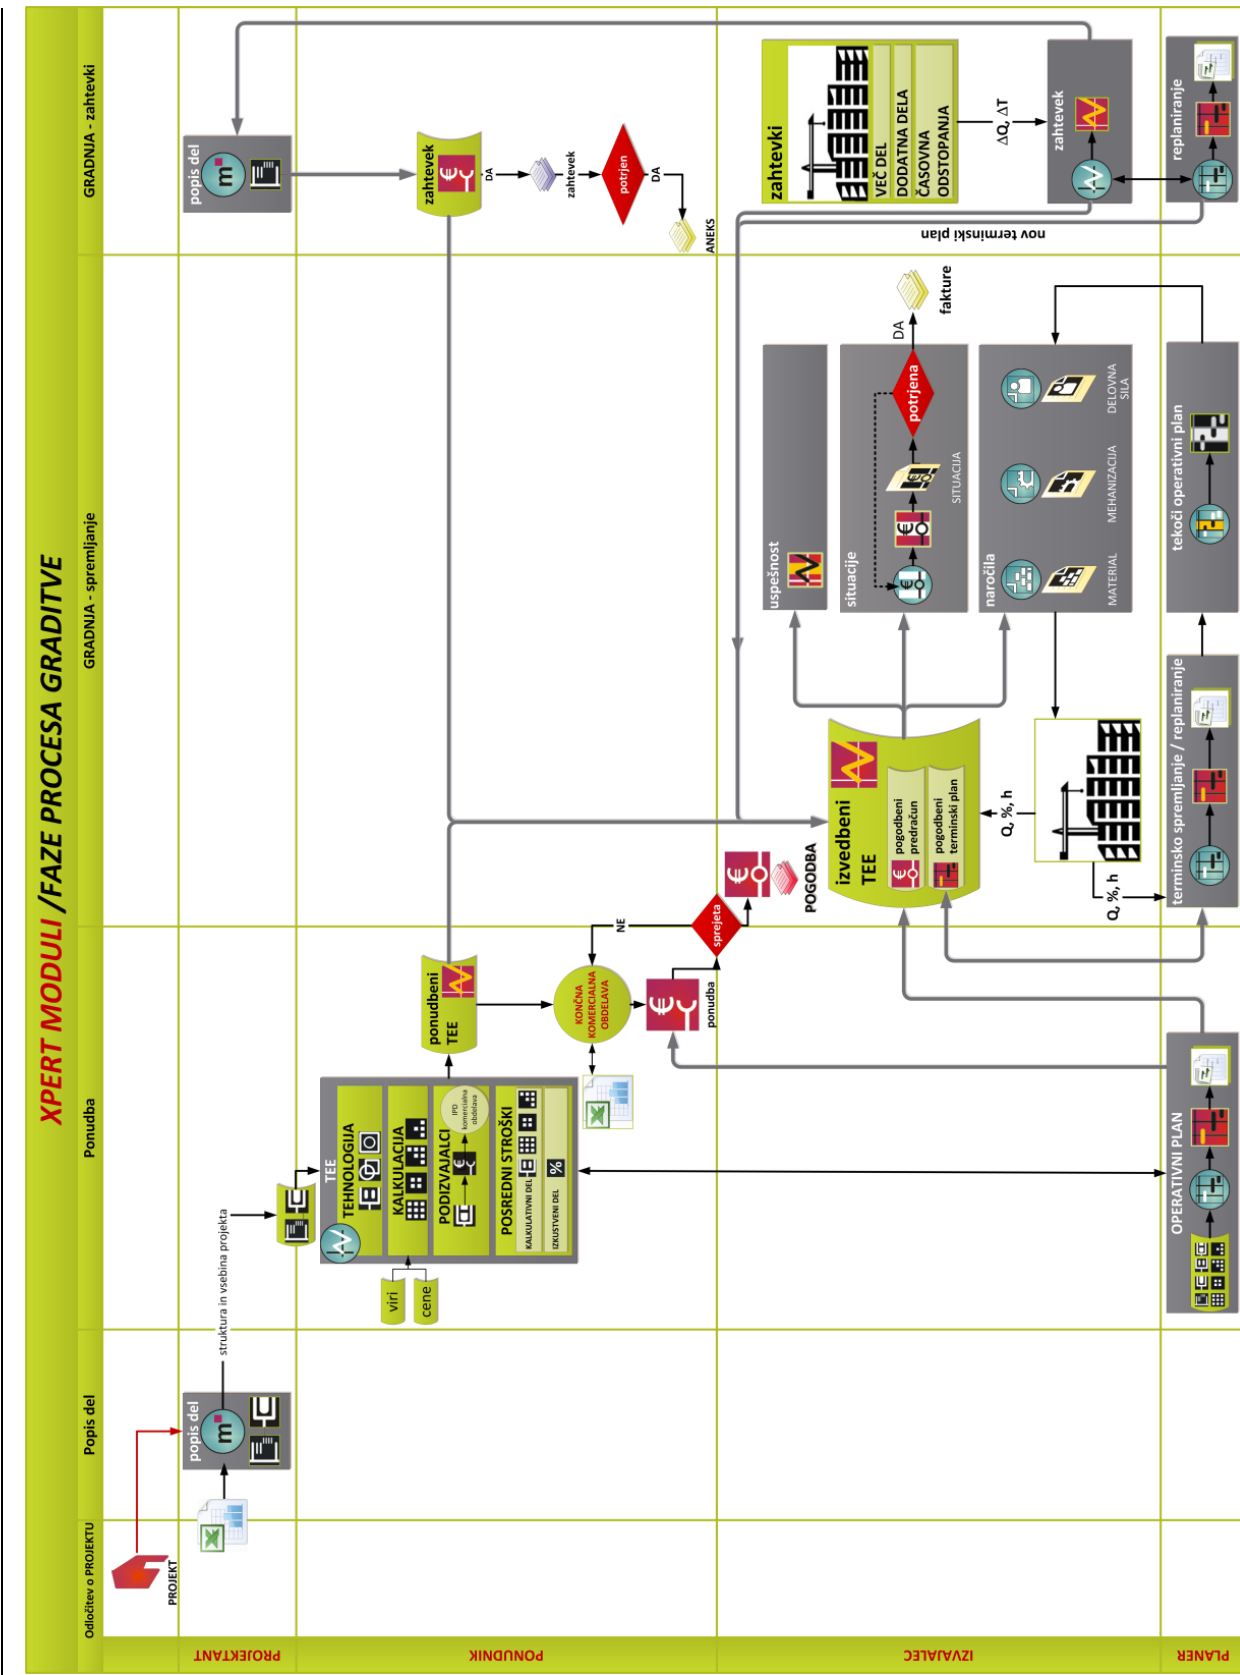 XPERT MODULI /FAZE PROCESA GRADITVE
Odločitev o PROJEKTU
Popis del
Ponudba
GRADNJA - spremljanje
GRADNJA - zahtevki
PROJEKTANT
PONUDNIK
IZVAJALEC
PLANER
PROJEKT
popis del
m
struktura in vsebina projekta
popis del
m
viri
cene
TEE
TEHNOLOGIJA
KALKULACIJA
PODIZVAJALCI
IPD
komercialna
obdelava
POSREDNI STROŠKI
KALKULATIVNI DEL
IZKUSTVENI DEL
%
ponudbeni
TEE
KONČNA
KOMERCIALNA
OBDELAVA
ponudba
NE
sprejeta
POGODBA
zahtevek
DA
zahtevek
potrjen
DA
ANEKS
izvedbeni
TEE
pogodbeni
predračun
pogodbeni
terminski plan
Q, %, h
Q, %, h
uspešnost
situacije
SITUACIJA
potrjena
DA
fakture
naročila
MATERIAL
MEHANIZACIJA
DELOVNA
SILA
zahtevki
VEČ DEL
DODATNA DELA
ČASOVNA
ODSTOPANJA
ΔQ, ΔT
zahtevek
nov terminski plan
OPERATIVNI PLAN
terminsko spremljanje / replaniranje
tekoči operativni plan
replaniranje